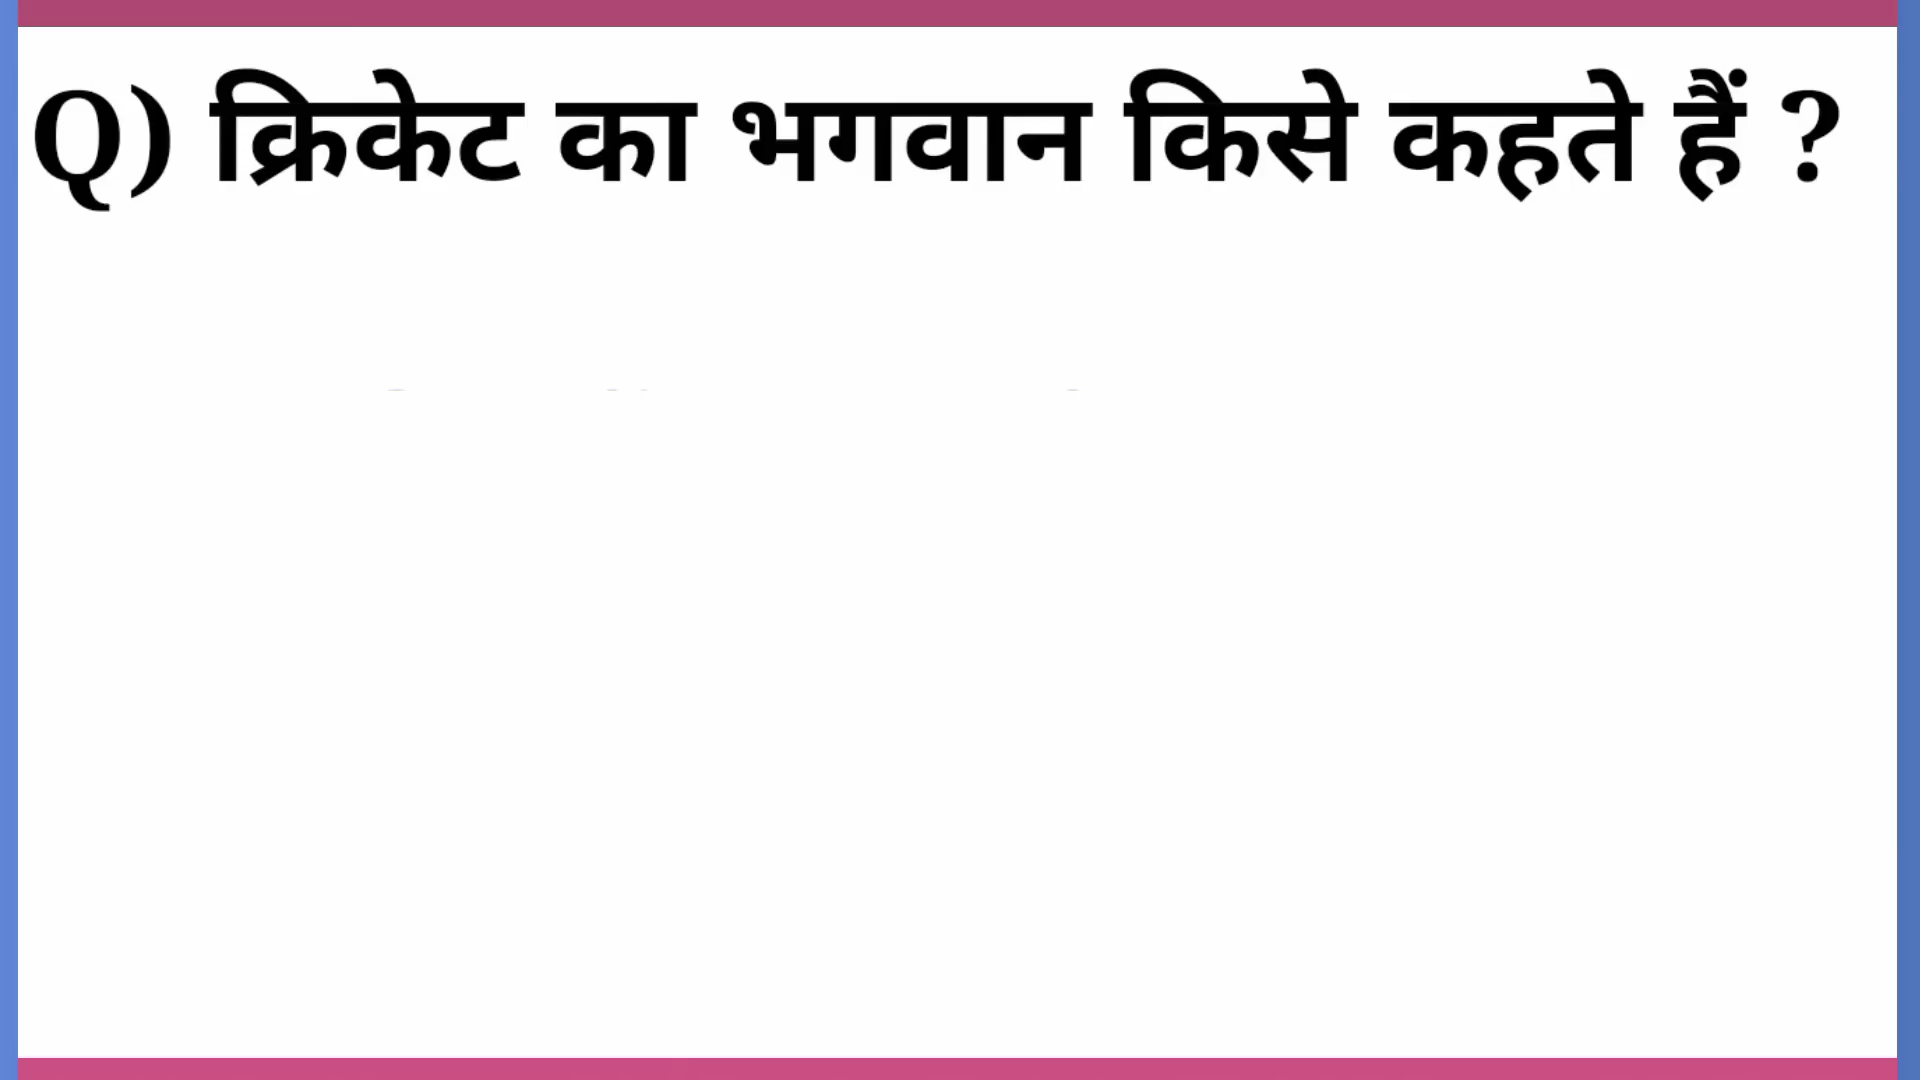 Q) क्रिकेट का भगवान किसे कहते हैं ?